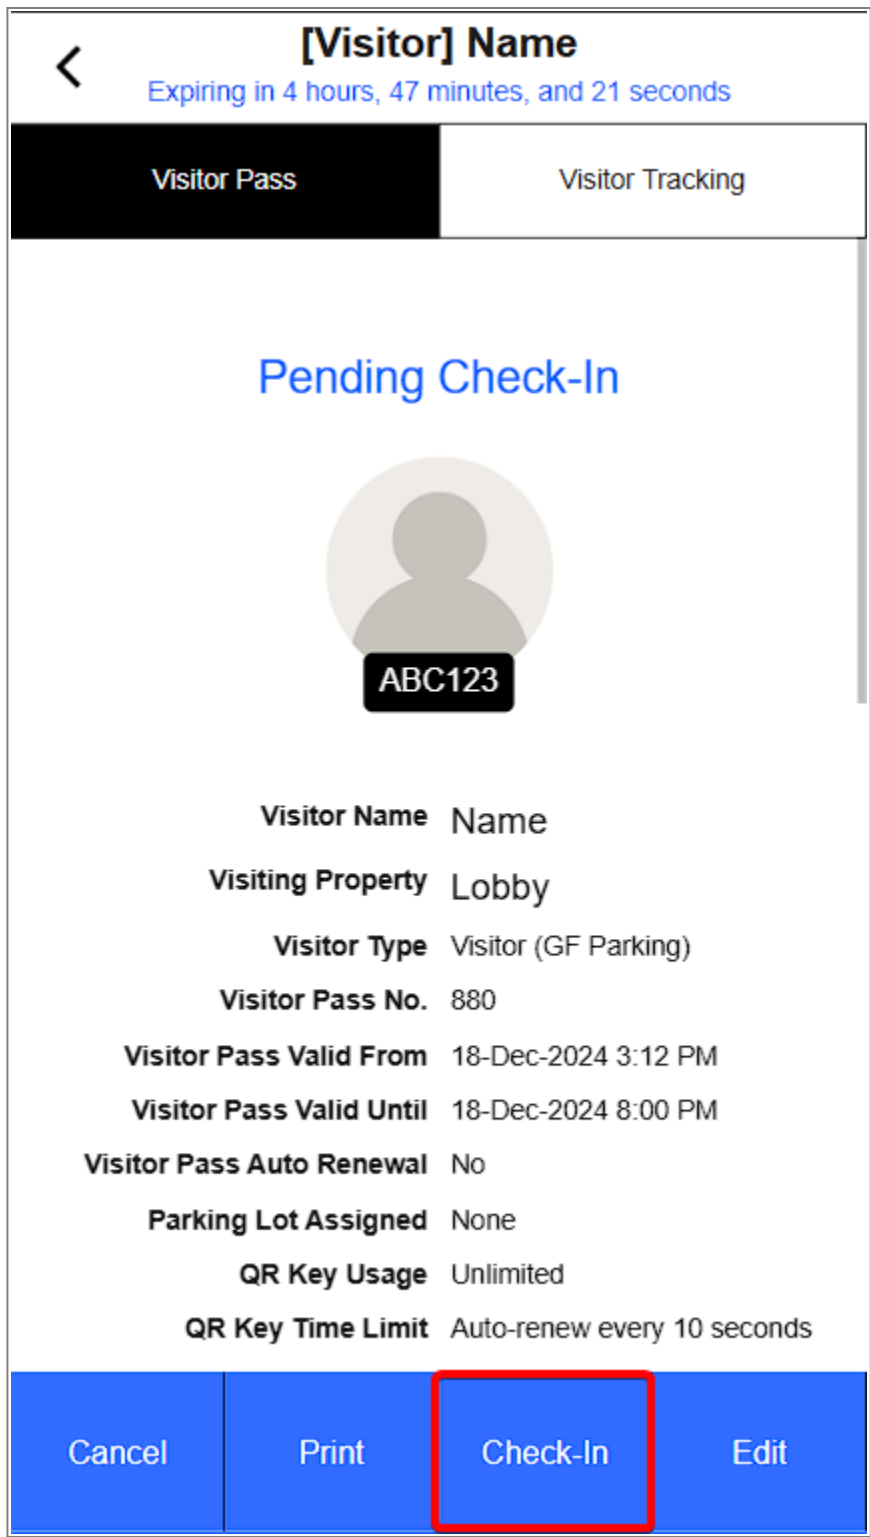 [Visitor] Name
Expiring in 4 hours, 47 minutes, and 21 seconds
Visitor Pass
Visitor Tracking
Pending Check-In
ABC123
Visitor Name Name
Visiting Property Lobby
Visitor Type Visitor (GF Parking)
Visitor Pass No. 880
Visitor Pass Valid From 18-Dec-2024 3:12 PM
Visitor Pass Valid Until 18-Dec-2024 8:00 PM
Visitor Pass Auto Renewal No
Parking Lot Assigned None
QR Key Usage Unlimited
QR Key Time Limit Auto-renew every 10 seconds
Cancel
Print
Check-In
Edit